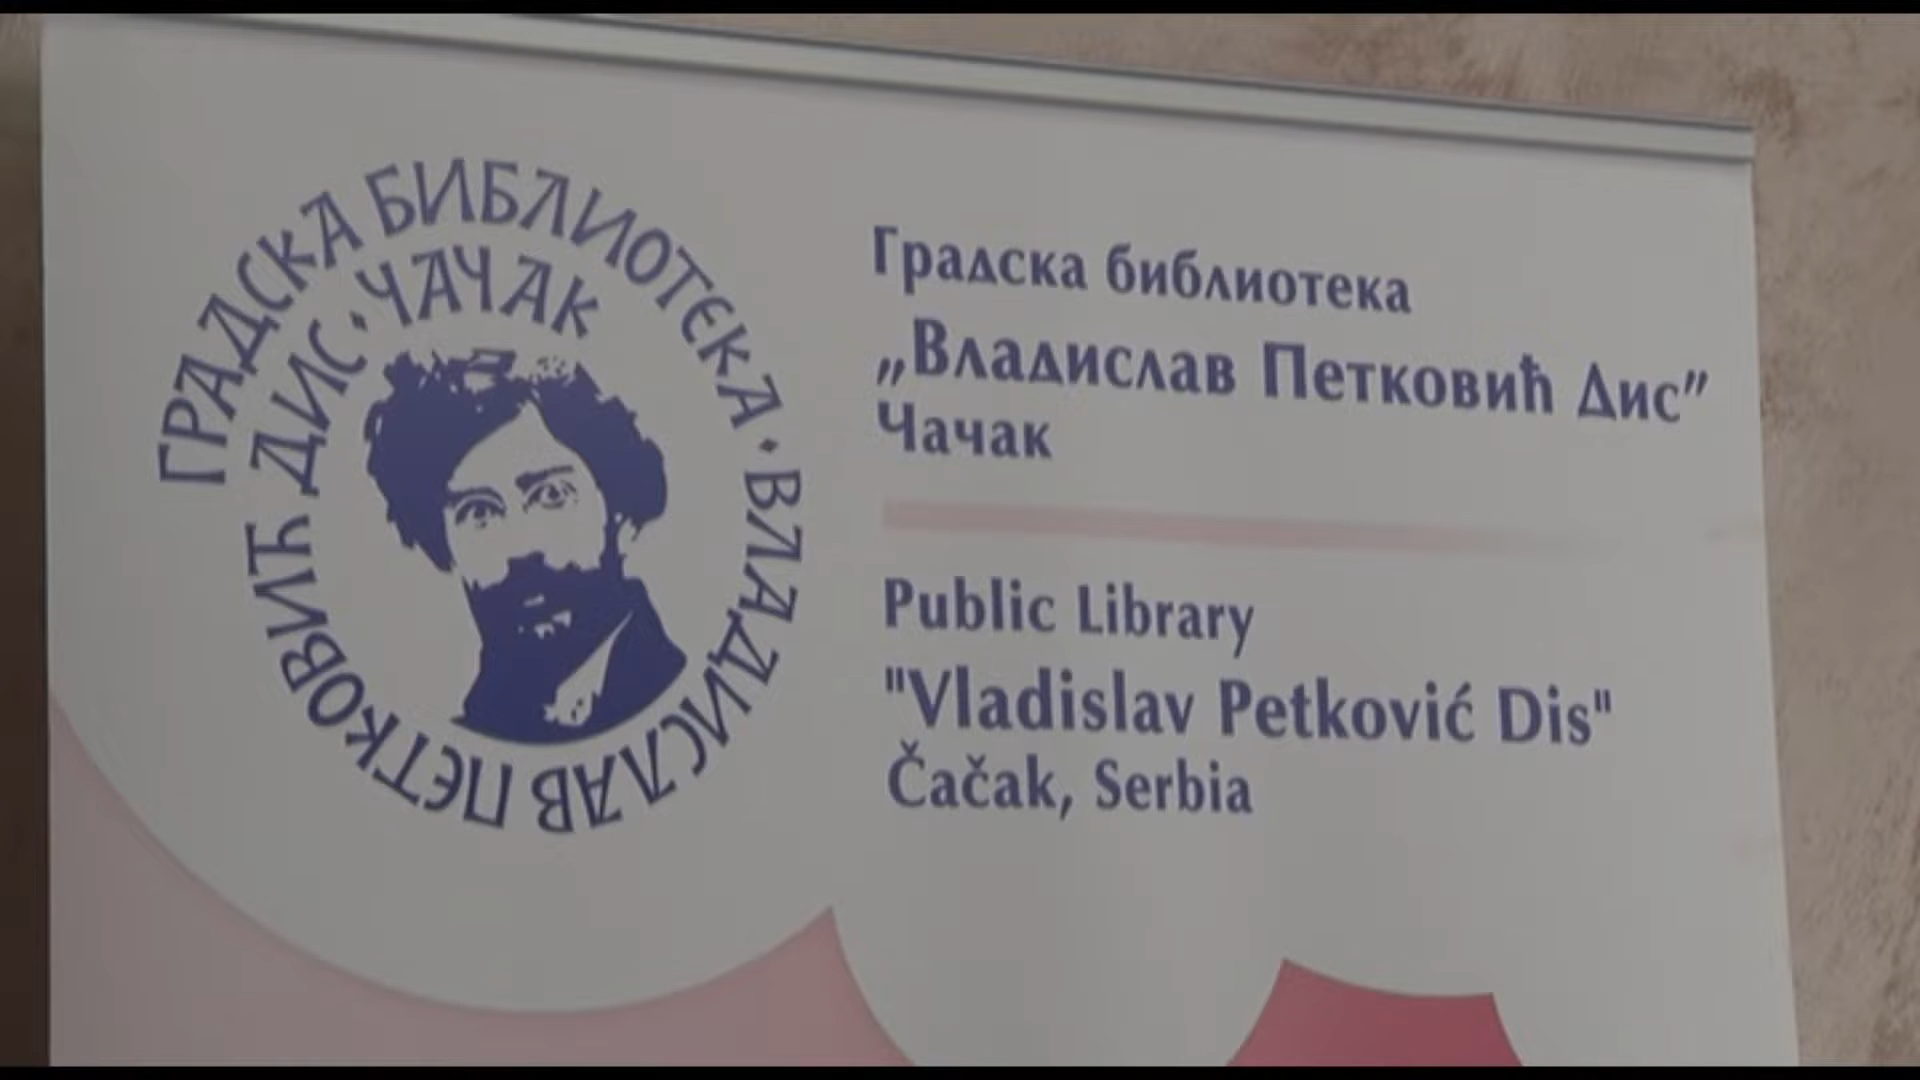 ГРАДСКА БИБЛИОТЕКА · ВЛАДИСЛАВ ПЕТКОВИЋ ДИС · ЧАЧАК
Градска библиотека
„Владислав Петковић Дис”
Чачак
Public Library
"Vladislav Petković Dis"
Čačak, Serbia